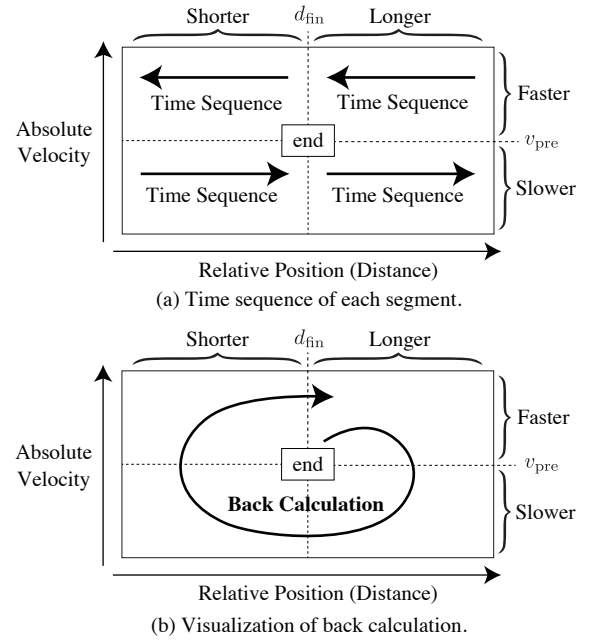 Shorter d_fin Longer
Time Sequence Time Sequence
Faster
Absolute
Velocity
end
v_pre
Time Sequence Time Sequence
Slower
Relative Position (Distance)
(a) Time sequence of each segment.
Shorter d_fin Longer
Faster
Absolute
Velocity
end
v_pre
Back Calculation
Slower
Relative Position (Distance)
(b) Visualization of back calculation.